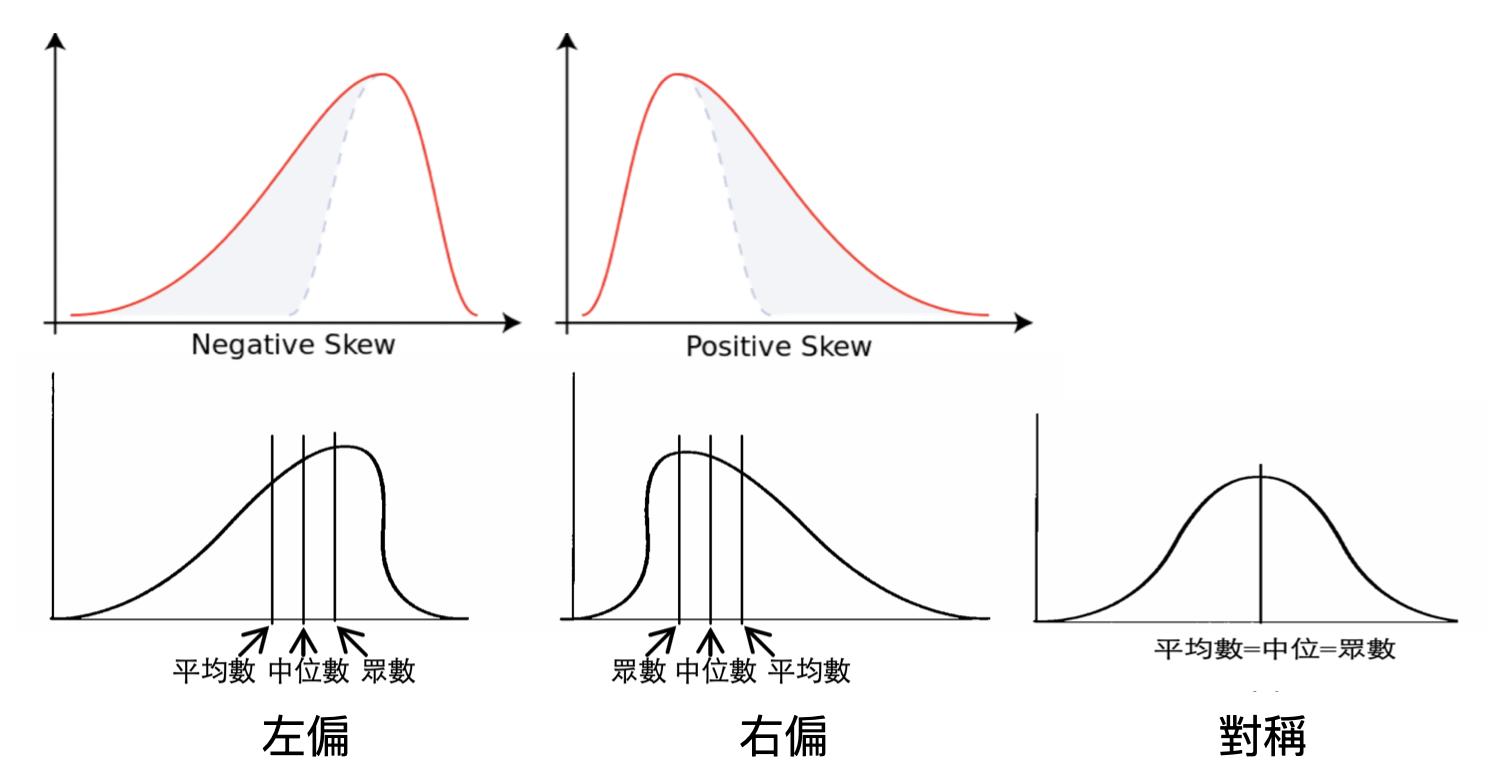 Negative Skew
Positive Skew
平均數 中位數 眾數
眾數 中位數 平均數
平均數=中位=眾數
左偏
右偏
對稱